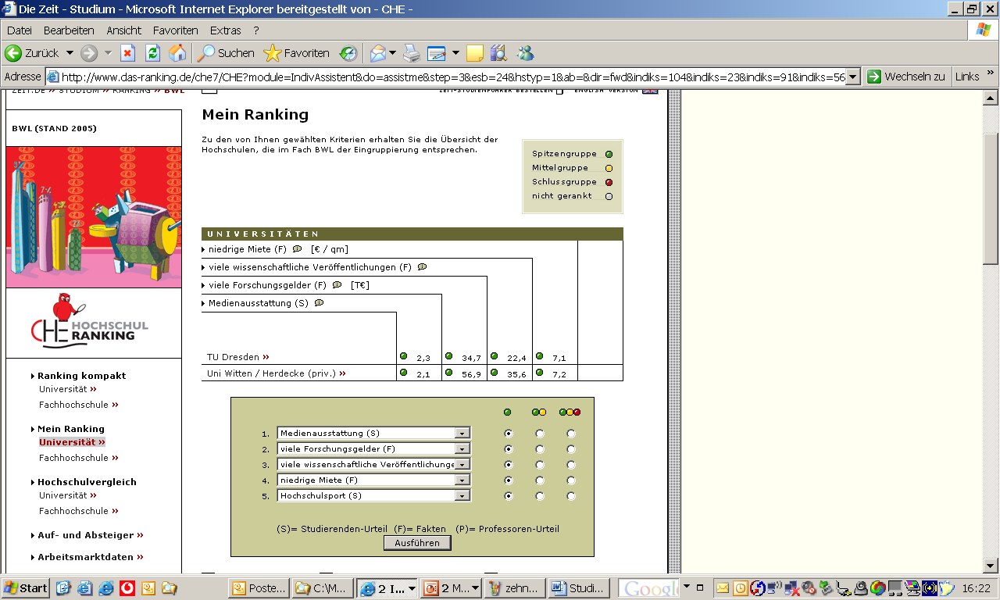 Die Zeit - Studium - Microsoft Internet Explorer bereitgestellt von - CHE -
Datei Bearbeiten Ansicht Favoriten Extras ?
Zurück Suchen Favoriten
Adresse http://www.das-ranking.de/che7/CHE?module=IndivAssistent&do=assistme&step=3&esb=24&hstyp=1&ab=&dir=fwd&indiks=104&indiks=23&indiks=91&indiks=56 Wechseln zu Links »
ZEIT.DE » STUDIUM » RANKING » BWL
ZEIT-STUDIENFÜHRER BESTELLEN ENGLISH VERSION
BWL (STAND 2005)
CHE HOCHSCHUL
RANKING
Ranking kompakt
Universität »
Fachhochschule »
Mein Ranking
Universität »
Fachhochschule »
Hochschulvergleich
Universität »
Fachhochschule »
Auf- und Absteiger »
Arbeitsmarktdaten »
Mein Ranking
Zu den von Ihnen gewählten Kriterien erhalten Sie die Übersicht der
Hochschulen, die im Fach BWL der Eingruppierung entsprechen.
Spitzengruppe
Mittelgruppe
Schlussgruppe
nicht gerankt
UNIVERSITÄTEN
niedrige Miete (F) [€ / qm]
viele wissenschaftliche Veröffentlichungen (F)
viele Forschungsgelder (F) [T€]
Medienausstattung (S)
TU Dresden » 2,3 34,7 22,4 7,1
Uni Witten / Herdecke (priv.) » 2,1 56,9 35,6 7,2
1. Medienausstattung (S)
2. viele Forschungsgelder (F)
3. viele wissenschaftliche Veröffentlichunge
4. niedrige Miete (F)
5. Hochschulsport (S)
(S)= Studierenden-Urteil (F)= Fakten (P)= Professoren-Urteil
Ausführen
Start Poste... C:\M... 2 I... 2 M... zehn... Studi... Google 16:22